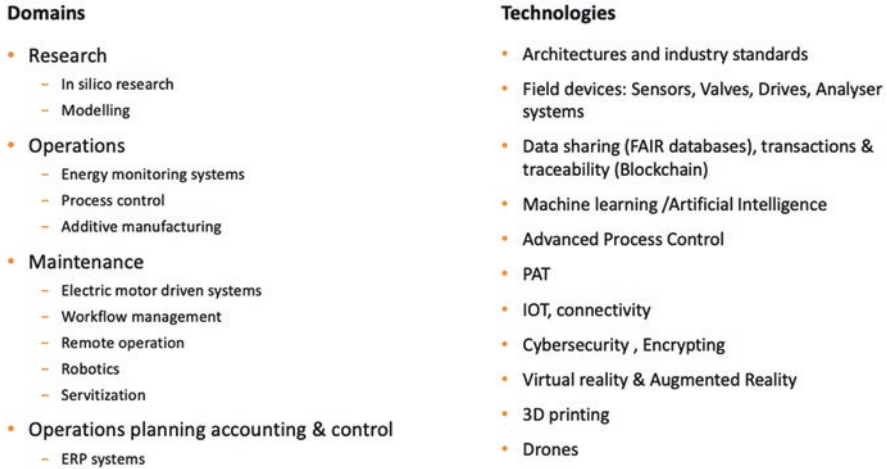 Domains
• Research
– In silico research
– Modelling
• Operations
– Energy monitoring systems
– Process control
– Additive manufacturing
• Maintenance
– Electric motor driven systems
– Workflow management
– Remote operation
– Robotics
– Servitization
• Operations planning accounting & control
– ERP systems
Technologies
• Architectures and industry standards
• Field devices: Sensors, Valves, Drives, Analyser
systems
• Data sharing (FAIR databases), transactions &
traceability (Blockchain)
• Machine learning /Artificial Intelligence
• Advanced Process Control
• PAT
• IOT, connectivity
• Cybersecurity , Encrypting
• Virtual reality & Augmented Reality
• 3D printing
• Drones